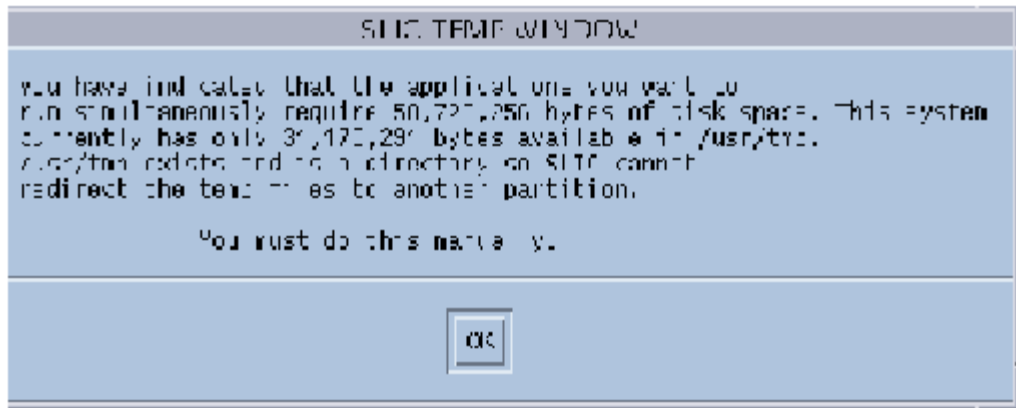 SLIC TEMP WINDOW
You have indicated that the applications you want to
run simultaneously require bytes of disk space. This system
currently has only bytes available in /usr/tmp.
/usr/tmp exists and is a directory so SLIC cannot
redirect the temp files to another partition.
You must do this manually.
OK